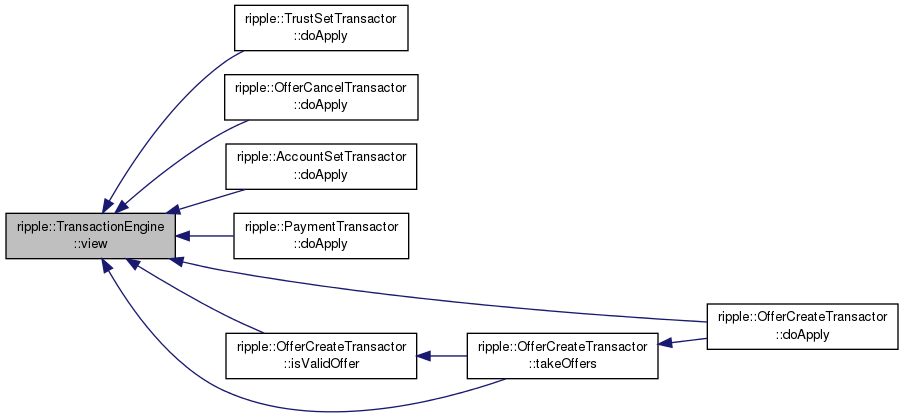 ripple::TrustSetTransactor
::doApply
ripple::OfferCancelTransactor
::doApply
ripple::AccountSetTransactor
::doApply
ripple::TransactionEngine
::view
ripple::PaymentTransactor
::doApply
ripple::OfferCreateTransactor
::isValidOffer
ripple::OfferCreateTransactor
::takeOffers
ripple::OfferCreateTransactor
::doApply